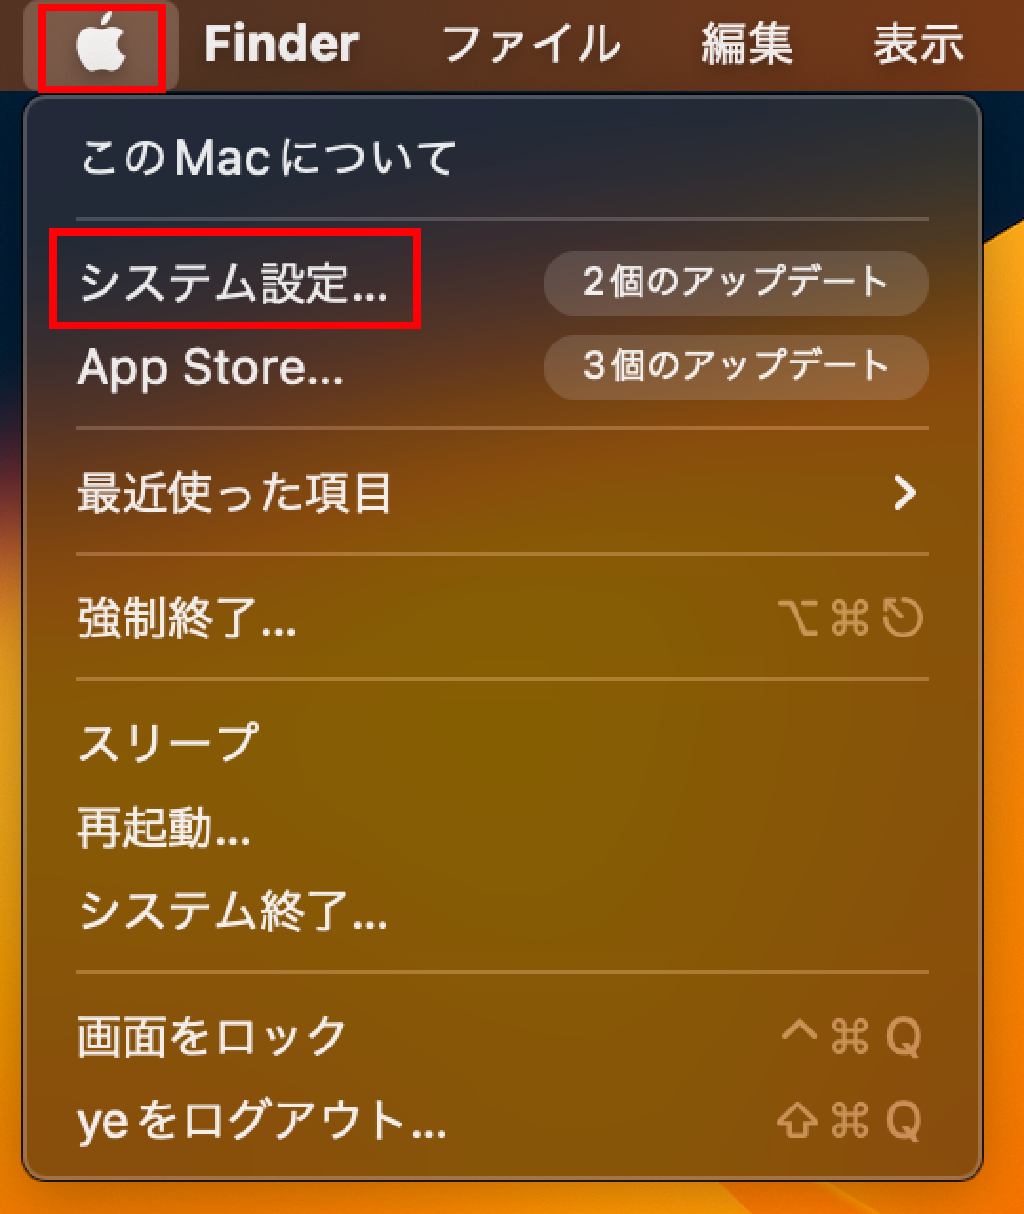 Finder ファイル 編集 表示
このMacについて
システム設定... 2個のアップデート
App Store... 3個のアップデート
最近使った項目
強制終了... ⌥⌘⎋
スリープ
再起動...
システム終了...
画面をロック ^⌘Q
yeをログアウト... ⇧⌘Q